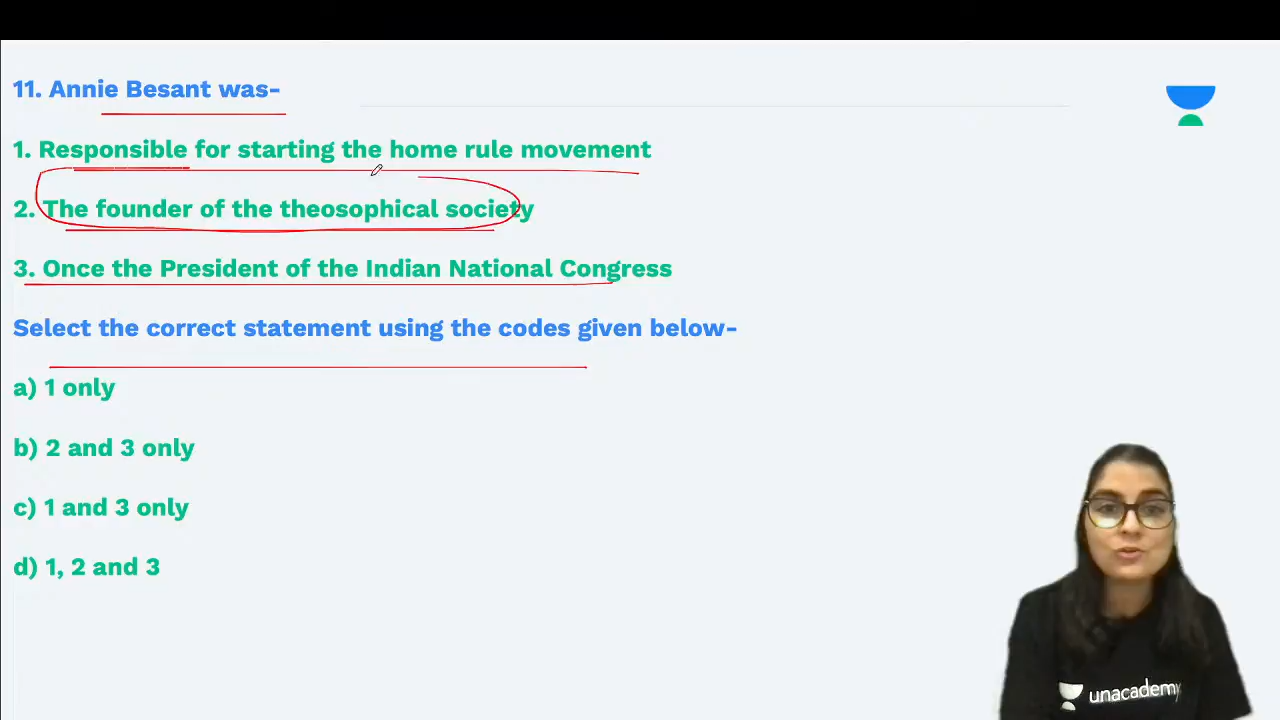 11. Annie Besant was-
1. Responsible for starting the home rule movement
2. The founder of the theosophical society
3. Once the President of the Indian National Congress
Select the correct statement using the codes given below-
a) 1 only
b) 2 and 3 only
c) 1 and 3 only
d) 1, 2 and 3
unacademy